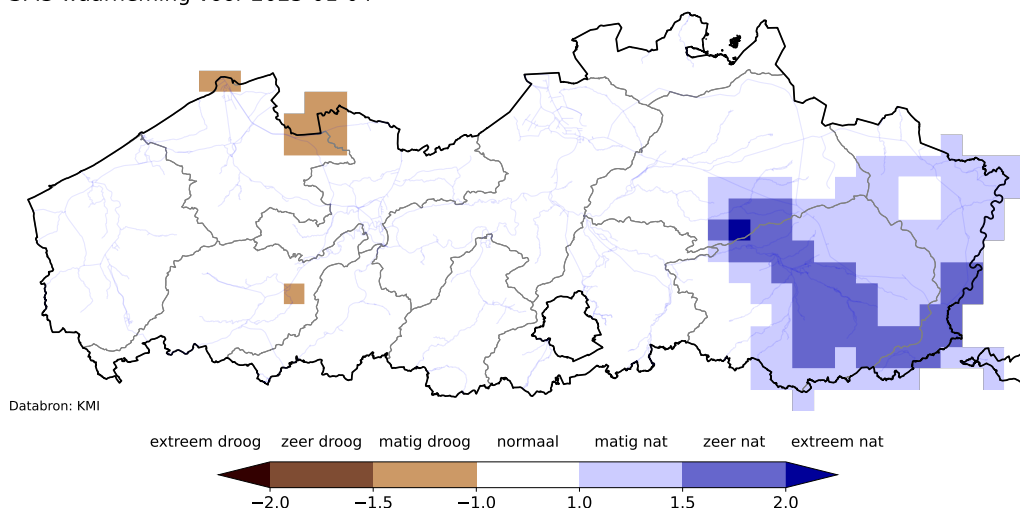 Databron: KMI
extreem droog zeer droog matig droog normaal matig nat zeer nat extreem nat
−2.0 −1.5 −1.0 1.0 1.5 2.0